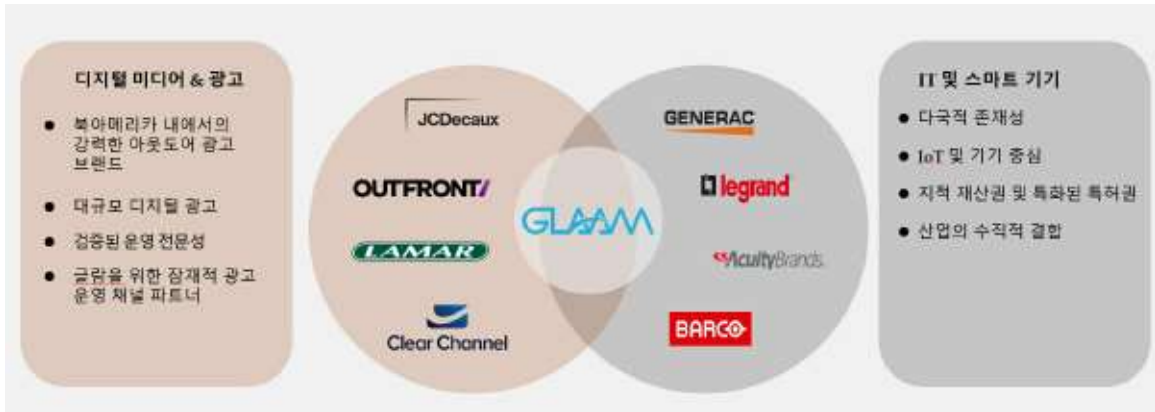 디지털 미디어 & 광고
● 북아메리카 내에서의
강력한 아웃도어 광고
브랜드
● 대규모 디지털 광고
● 검증된 운영 전문성
● 글람을 위한 잠재적 광고
운영 채널 파트너
JCDecaux
OUTFRONT/
LAMAR
Clear Channel
GLAAM
GENERAC
legrand
AcuityBrands
BARCO
IT 및 스마트 기기
● 다국적 존재성
● IoT 및 기기 중심
● 지적 재산권 및 특화된 특허권
● 산업의 수직적 결합